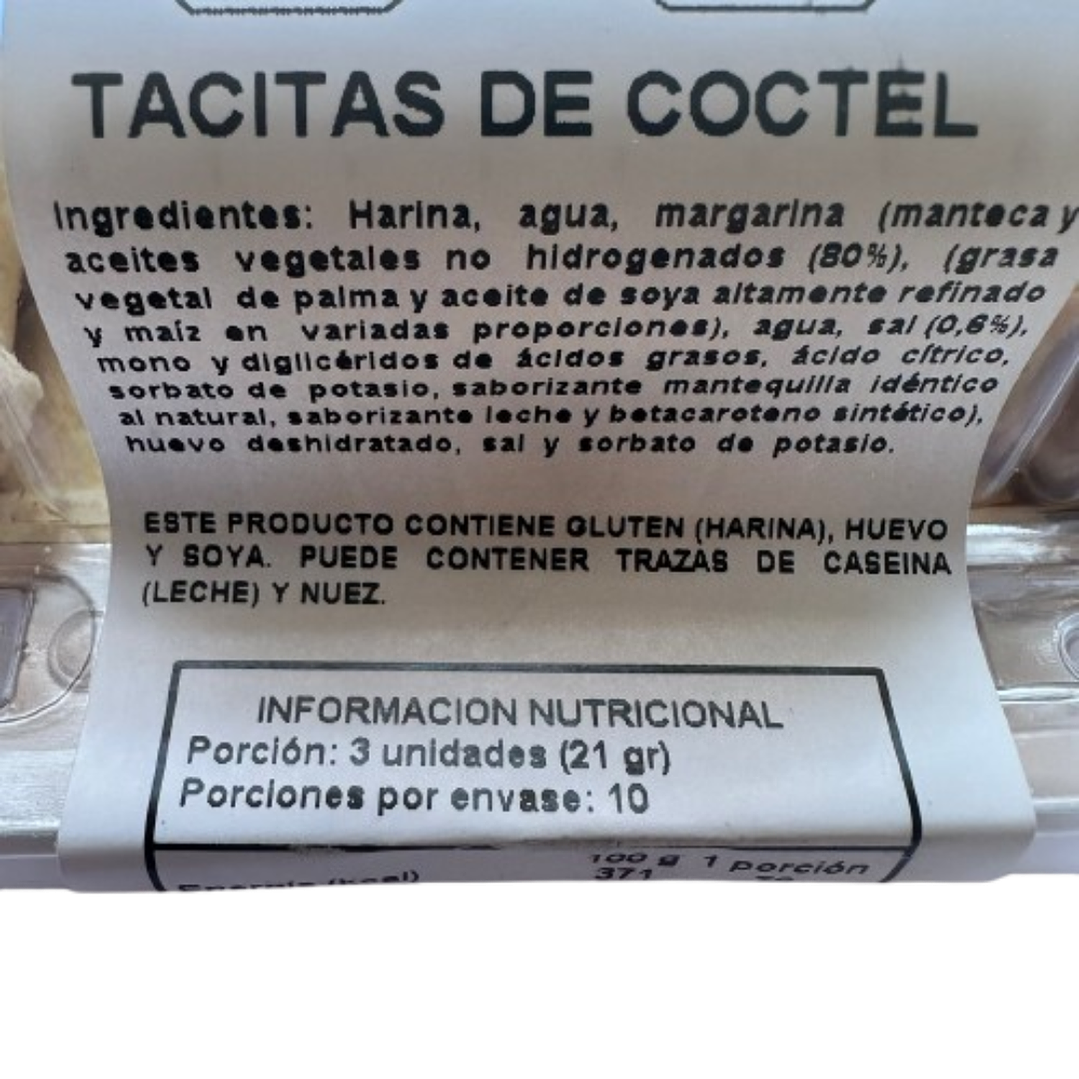 TACITAS DE COCTEL
Ingredientes: Harina, agua, margarina (manteca y
aceites vegetales no hidrogenados (80%), (grasa
vegetal de palma y aceite de soya altamente refinado
y maíz en variadas proporciones), agua, sal (0,6%),
mono y diglicéridos de ácidos grasos, ácido cítrico,
sorbato de potasio, saborizante mantequilla idéntico
al natural, saborizante leche y betacaroteno sintético),
huevo deshidratado, sal y sorbato de potasio.
ESTE PRODUCTO CONTIENE GLUTEN (HARINA), HUEVO
Y SOYA. PUEDE CONTENER TRAZAS DE CASEINA
(LECHE) Y NUEZ.
INFORMACION NUTRICIONAL
Porción: 3 unidades (21 gr)
Porciones por envase: 10
100 g 1 porción
Energía (kcal) 371